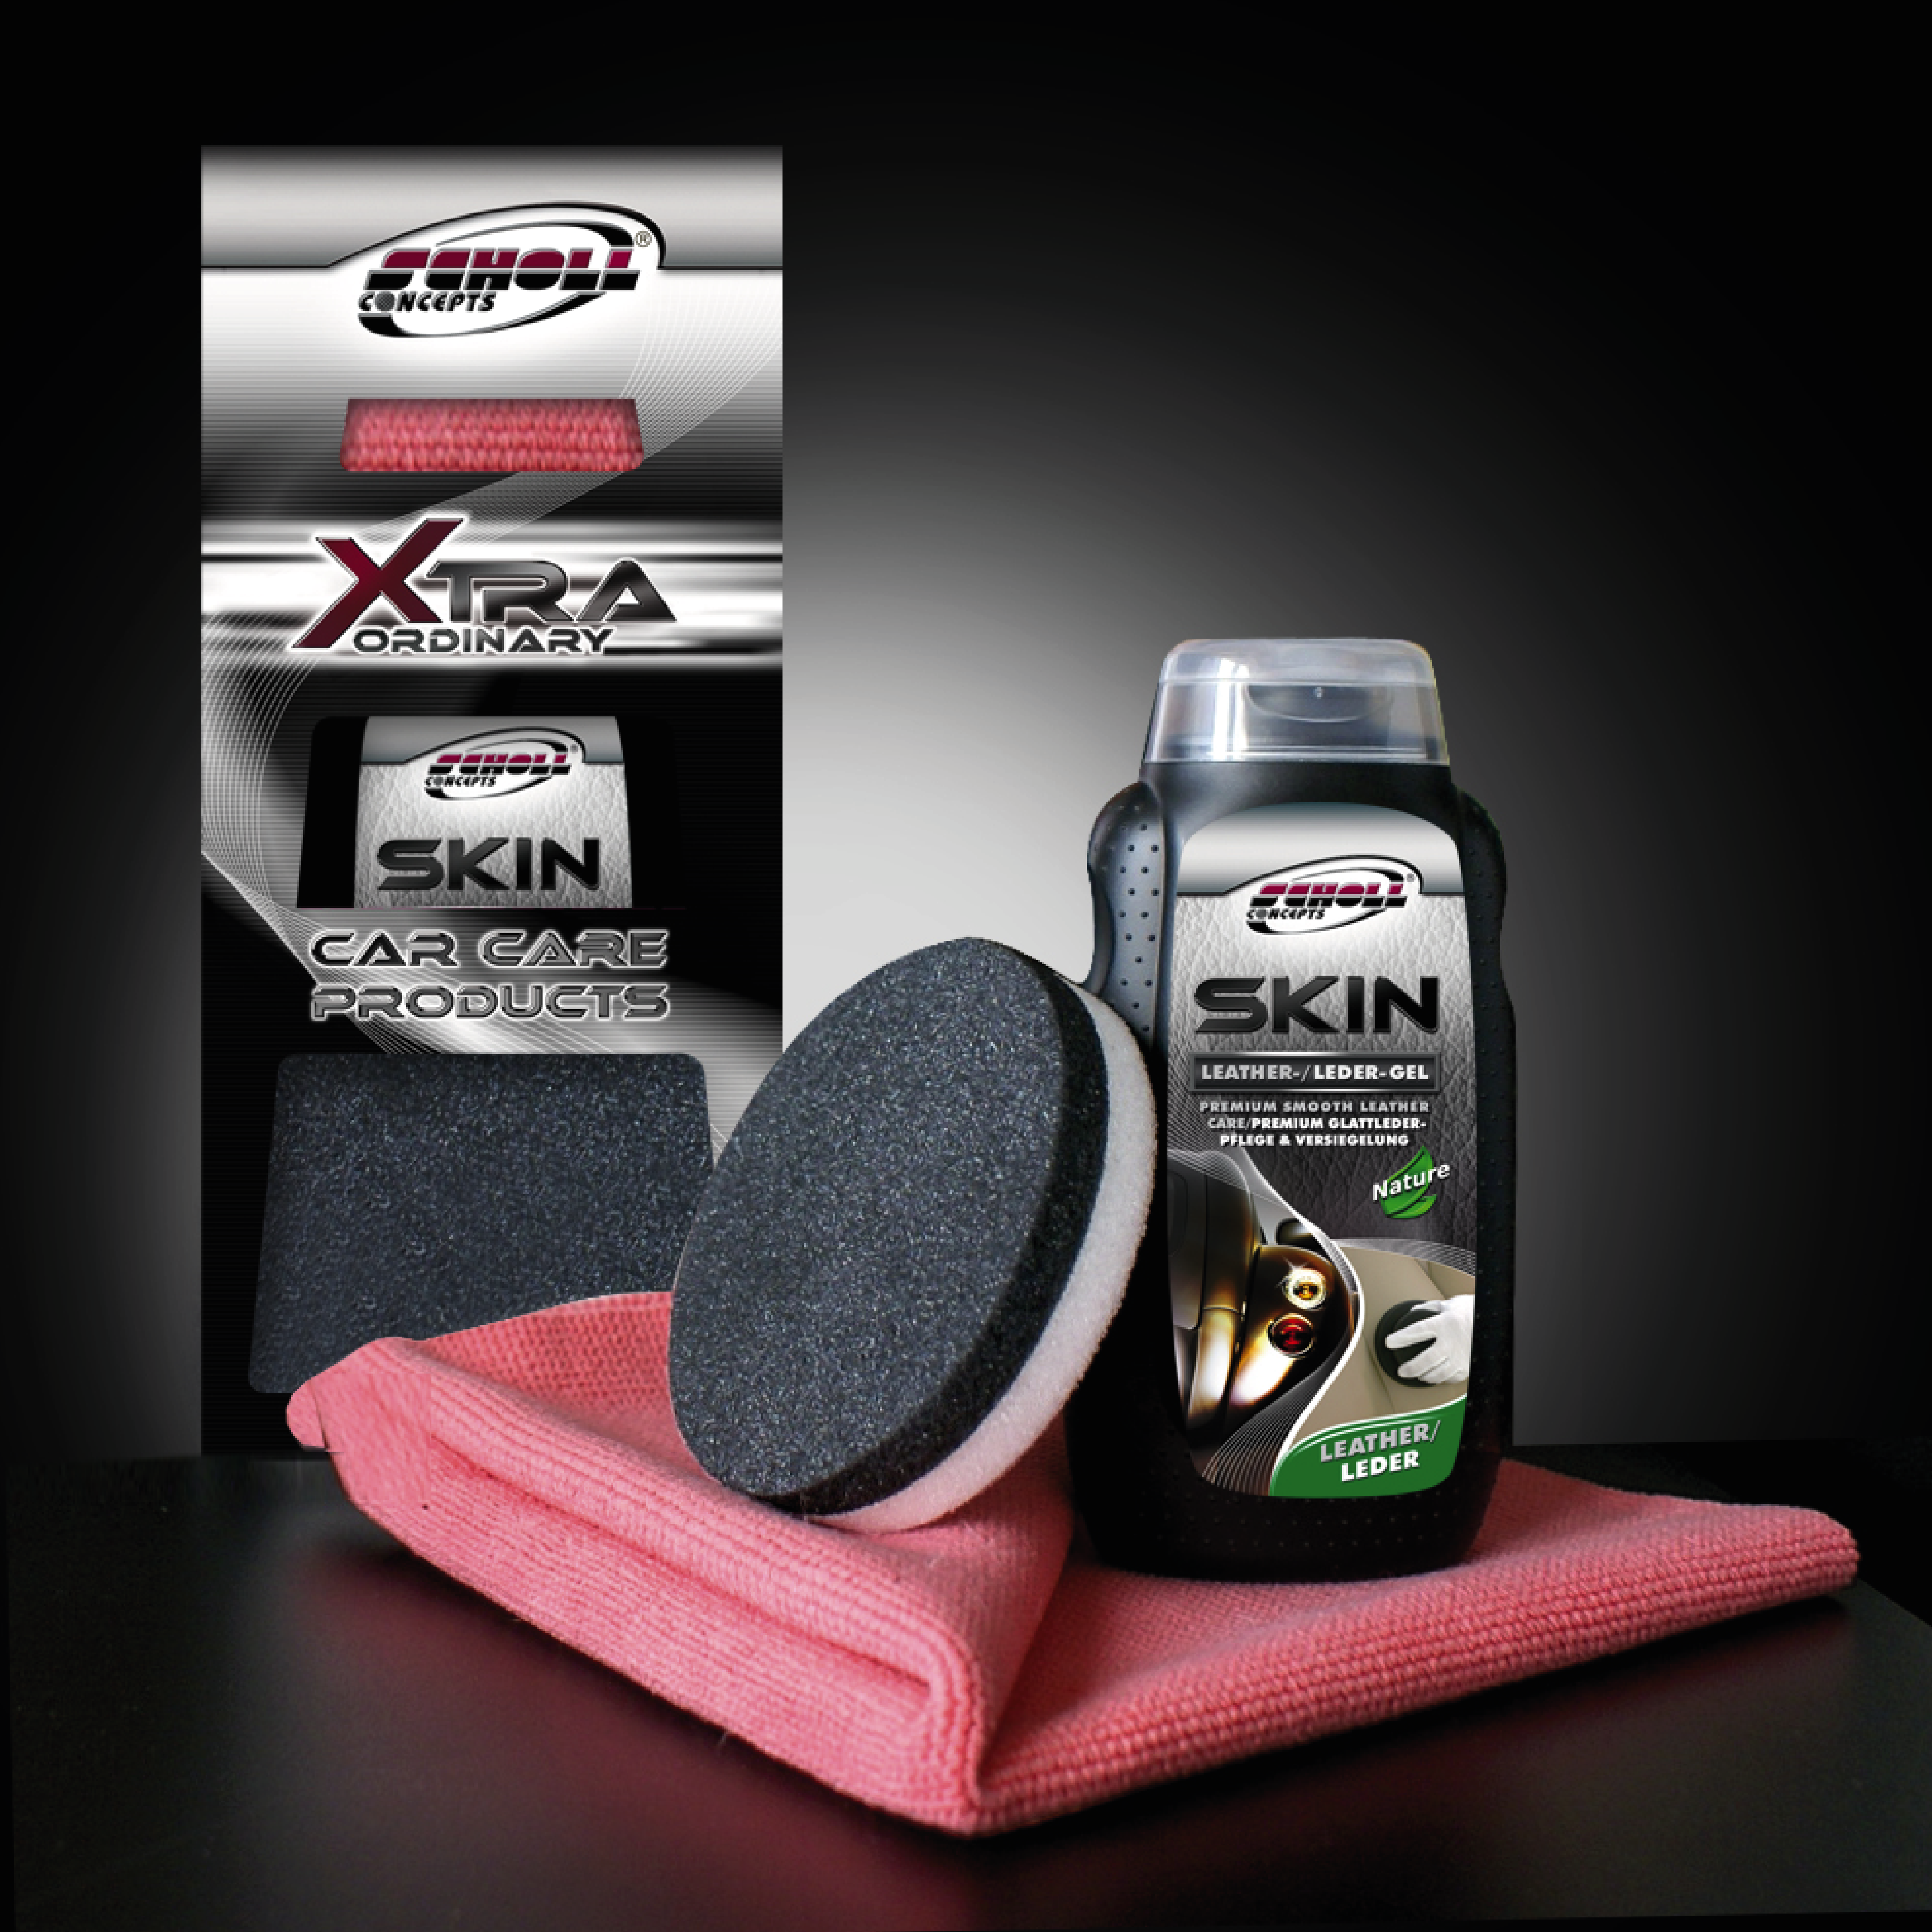 SCHOLL®
CONCEPTS
XTRA
ORDINARY
SCHOLL®
CONCEPTS
SKIN
CAR CARE
PRODUCTS
SCHOLL®
CONCEPTS
SKIN
LEATHER-/LEDER-GEL
PREMIUM SMOOTH LEATHER
CARE/PREMIUM GLATTLEDER-
PFLEGE & VERSIEGELUNG
Nature
LEATHER/
LEDER